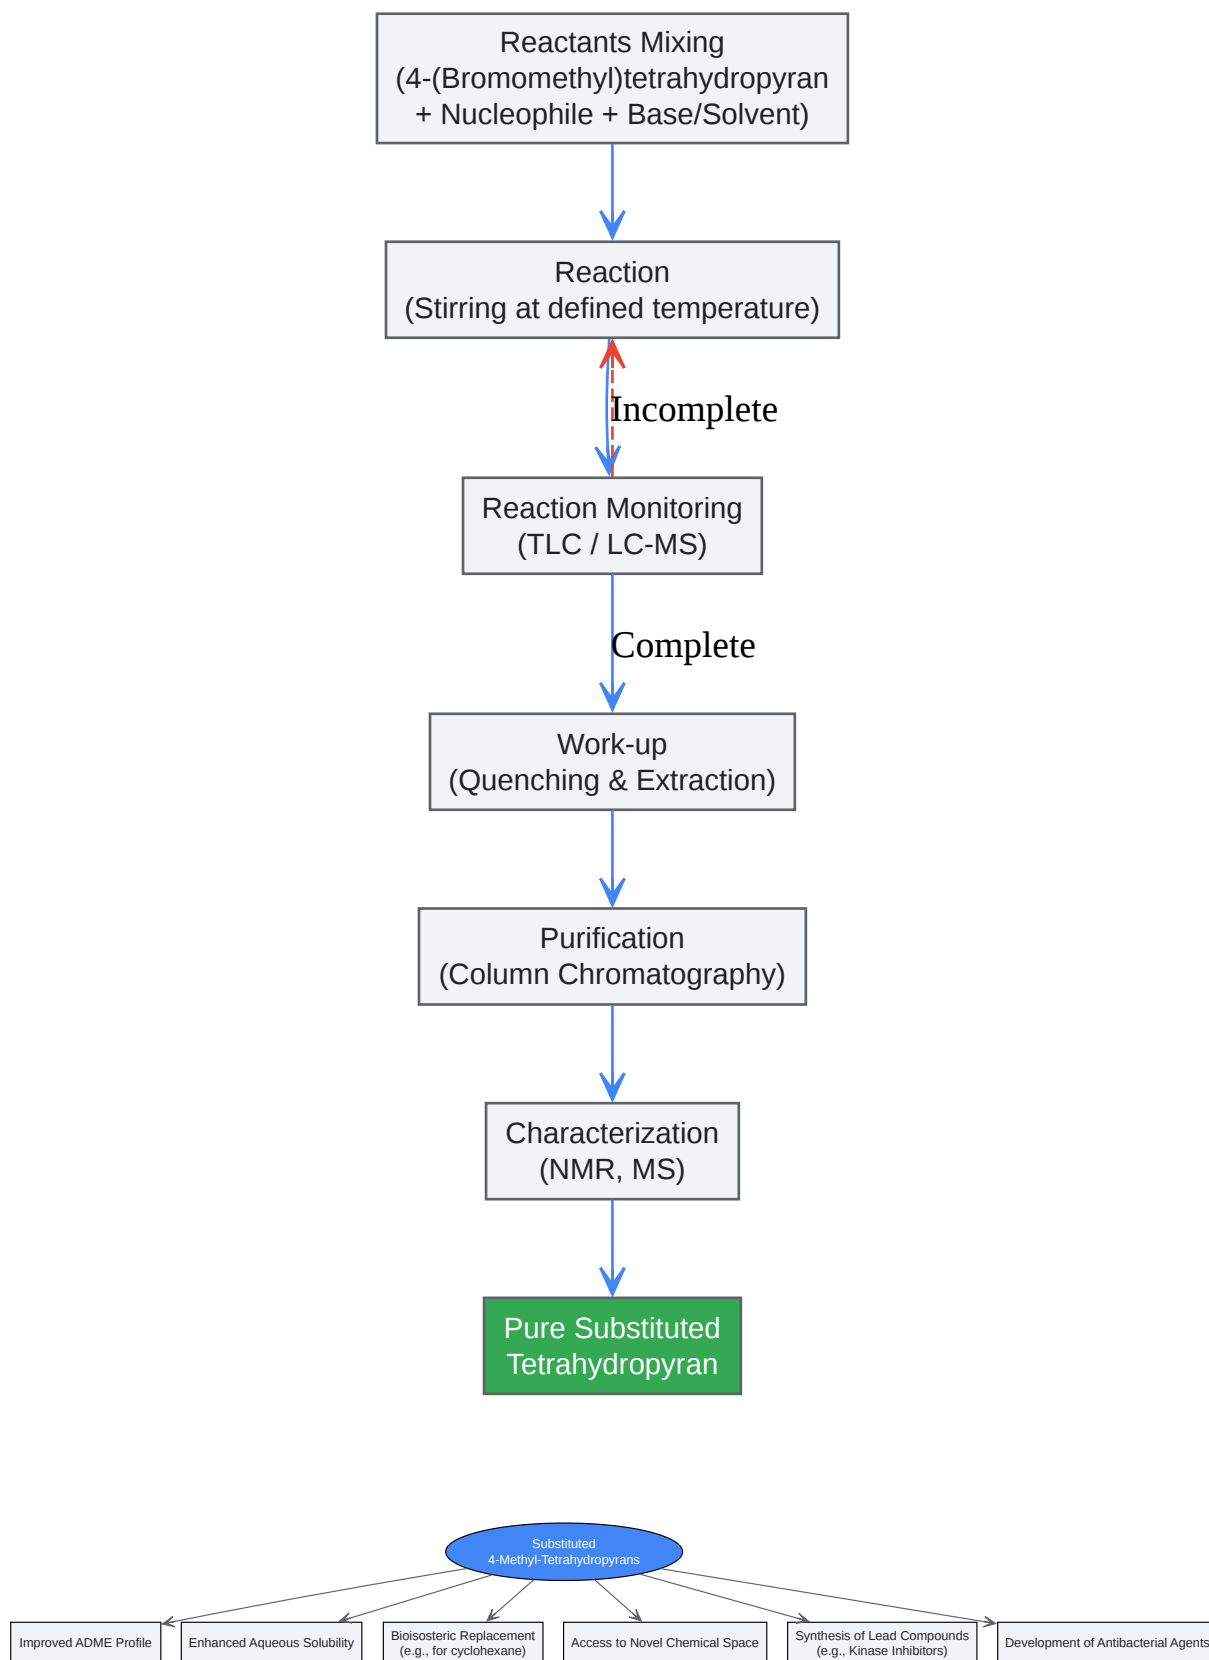 Reactants Mixing
(4-(Bromomethyl)tetrahydropyran
+ Nucleophile + Base/Solvent)
Reaction
(Stirring at defined temperature)
Incomplete
Reaction Monitoring
(TLC / LC-MS)
Complete
Work-up
(Quenching & Extraction)
Purification
(Column Chromatography)
Characterization
(NMR, MS)
Pure Substituted
Tetrahydropyran
Substituted
4-Methyl-Tetrahydropyrans
Improved ADME Profile
Enhanced Aqueous Solubility
Bioisosteric Replacement
(e.g., for cyclohexane)
Access to Novel Chemical Space
Synthesis of Lead Compounds
(e.g., Kinase Inhibitors)
Development of Antibacterial Agents